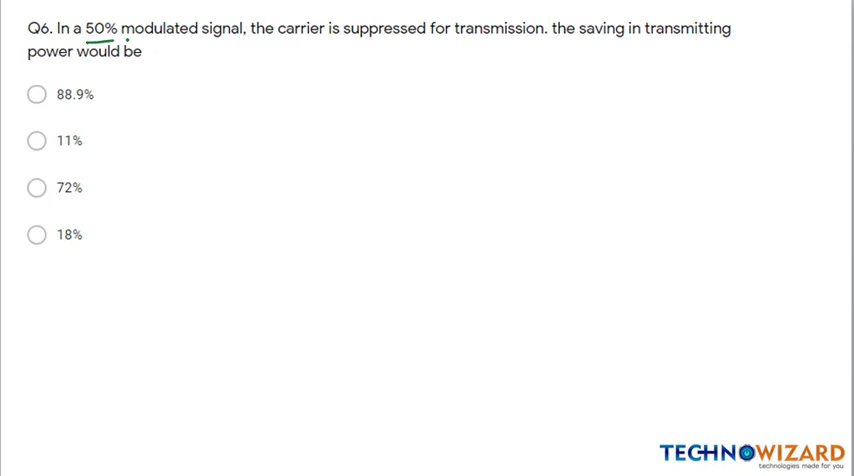 Q6. In a 50% modulated signal, the carrier is suppressed for transmission. the saving in transmitting
power would be
88.9%
11%
72%
18%
TECHNOWIZARD
technologies made for you